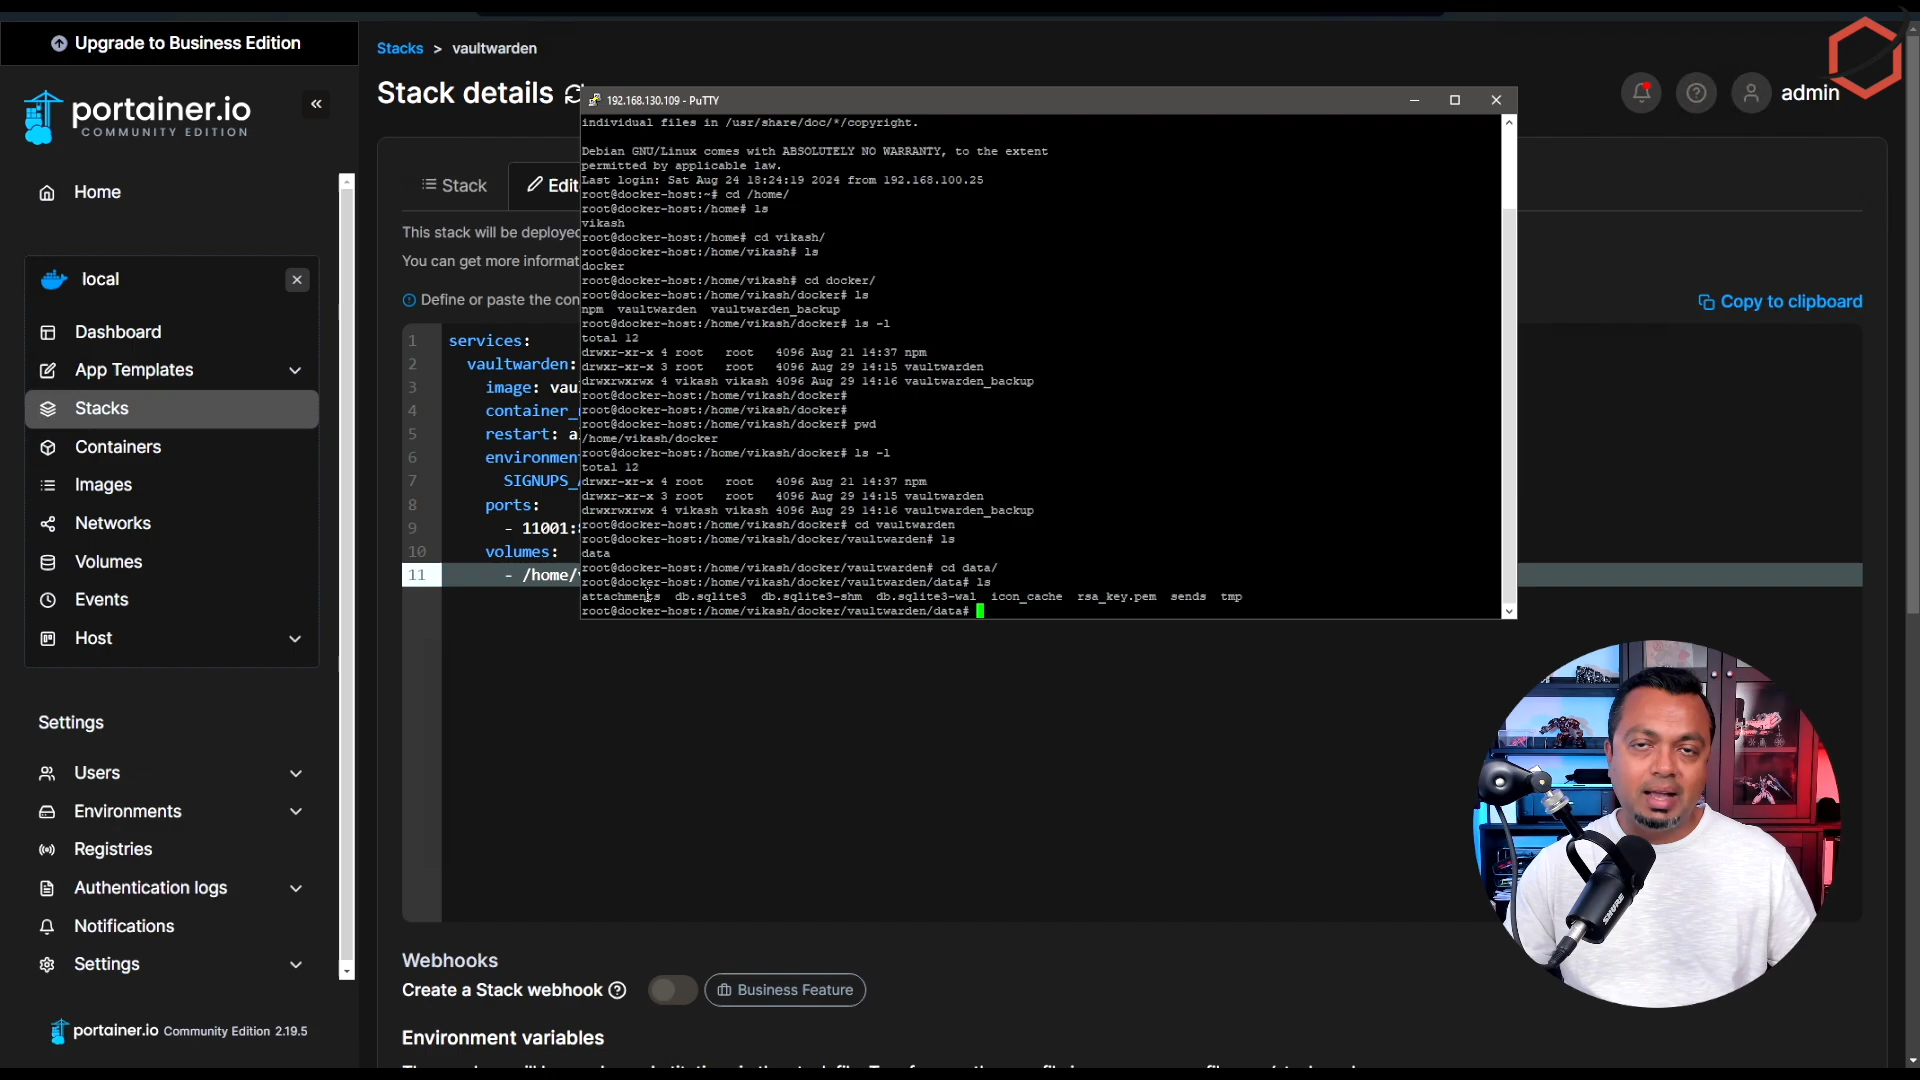 Upgrade to Business Edition
portainer.io
COMMUNITY EDITION
Home
local
Dashboard
App Templates
Stacks
Containers
Images
Networks
Volumes
Events
Host
Settings
Users
Environments
Registries
Authentication logs
Notifications
Settings
portainer.io Community Edition 2.19.5
Stacks > vaultwarden
Stack details
admin
Stack
This stack will be deployed
Define or paste the
Copy to clipboard
1 services:
2 vaultwarden:
3 image:
4
5 restart:
6
7
8 ports:
9
10 volumes:
11
192.168.130.109 - PuTTY
individual files in /usr/share/doc/*/copyright.
Debian GNU/Linux comes with ABSOLUTELY NO WARRANTY, to the extent
permitted by applicable law.
Last login: Sat Aug 24 18:24:19 2024 from 192.168.100.25
root@docker-host:~# cd /home/
root@docker-host:/home# ls
vikash
root@docker-host:/home# cd vikash/
root@docker-host:/home/vikash# ls
docker
root@docker-host:/home/vikash# cd docker/
root@docker-host:/home/vikash/docker# ls
npm vaultwarden vaultwarden_backup
root@docker-host:/home/vikash/docker# ls -l
total 12
drwxr-xr-x 4 root root 4096 Aug 21 14:37 npm
drwxr-xr-x 3 root root 4096 Aug 29 14:15 vaultwarden
drwxrwxrwx 4 vikash vikash 4096 Aug 29 14:16 vaultwarden_backup
root@docker-host:/home/vikash/docker#
root@docker-host:/home/vikash/docker#
root@docker-host:/home/vikash/docker# pwd
/home/vikash/docker
root@docker-host:/home/vikash/docker# ls -l
total 12
drwxr-xr-x 4 root root 4096 Aug 21 14:37 npm
drwxr-xr-x 3 root root 4096 Aug 29 14:15 vaultwarden
drwxrwxrwx 4 vikash vikash 4096 Aug 29 14:16 vaultwarden_backup
root@docker-host:/home/vikash/docker# cd vaultwarden
root@docker-host:/home/vikash/docker/vaultwarden# ls
data
root@docker-host:/home/vikash/docker/vaultwarden# cd data/
root@docker-host:/home/vikash/docker/vaultwarden/data# ls
attachments db.sqlite3 db.sqlite3-shm db.sqlite3-wal icon_cache rsa_key.pem sends tmp
root@docker-host:/home/vikash/docker/vaultwarden/data#
Webhooks
Create a Stack webhook
Business Feature
Environment variables
SHURE